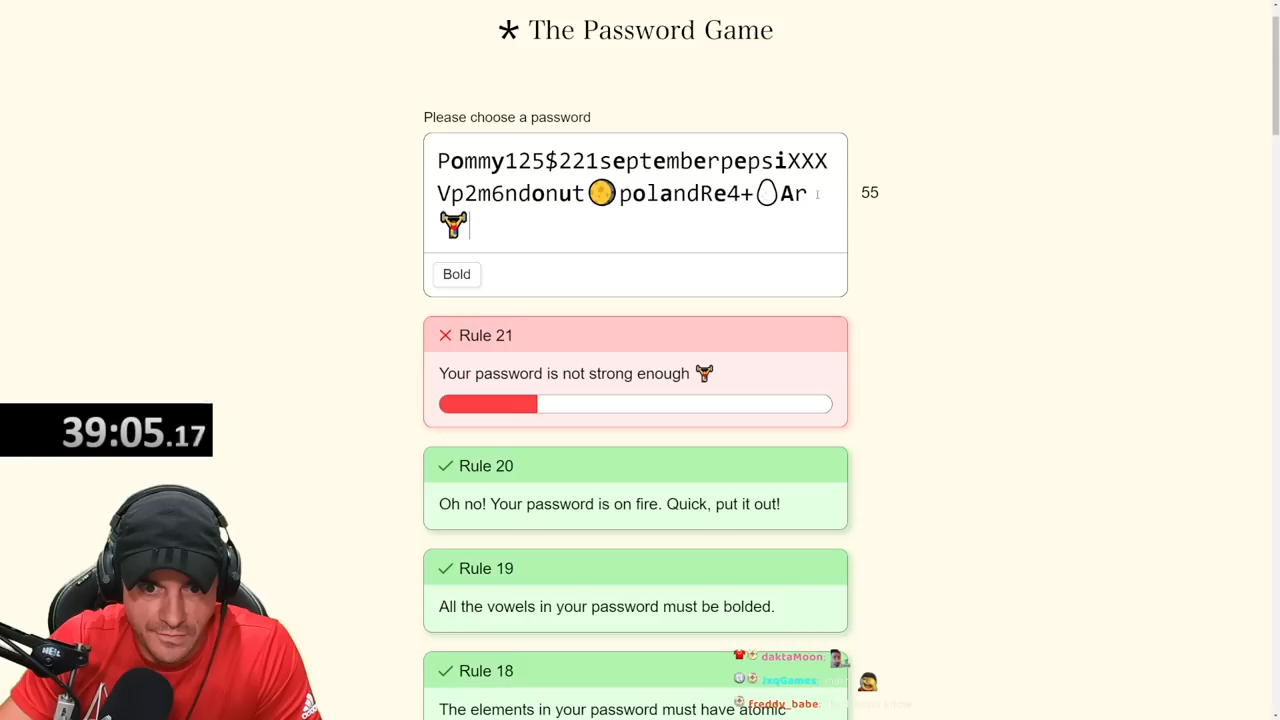 * The Password Game
Please choose a password
Pommy125$221septemberpepsiXXX
Vp2m6ndonut🌕polandRe4+🥚Ar
🏋️
55
Bold
Rule 21
Your password is not strong enough 🏋️
Rule 20
Oh no! Your password is on fire. Quick, put it out!
39:05.17
Rule 19
All the vowels in your password must be bolded.
daktaMoon:
Rule 18
JxqGames:
freddy_babe:
The elements in your password must have atomic